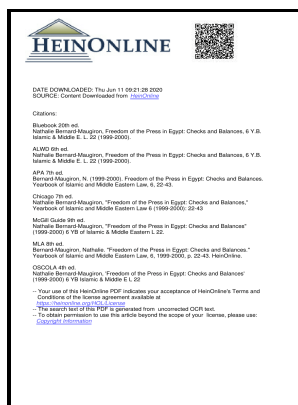 HEINONLINE
DATE DOWNLOADED: Thu Jun 11 09:21:28 2020
SOURCE: Content Downloaded from HeinOnline
Citations:
Bluebook 20th ed.
Nathalie Bernard-Maugiron, Freedom of the Press in Egypt: Checks and Balances, 6 Y.B.
Islamic & Middle E. L. 22 (1999-2000).
ALWD 6th ed.
Nathalie Bernard-Maugiron, Freedom of the Press in Egypt: Checks and Balances, 6 Y.B.
Islamic & Middle E. L. 22 (1999-2000).
APA 7th ed.
Bernard-Maugiron, N. (1999-2000). Freedom of the Press in Egypt: Checks and Balances.
Yearbook of Islamic and Middle Eastern Law, 6, 22-43.
Chicago 7th ed.
Nathalie Bernard-Maugiron, "Freedom of the Press in Egypt: Checks and Balances,"
Yearbook of Islamic and Middle Eastern Law 6 (1999-2000): 22-43
McGill Guide 9th ed.
Nathalie Bernard-Maugiron, "Freedom of the Press in Egypt: Checks and Balances"
(1999-2000) 6 YB of Islamic & Middle Eastern L 22.
MLA 8th ed.
Bernard-Maugiron, Nathalie. "Freedom of the Press in Egypt: Checks and Balances."
Yearbook of Islamic and Middle Eastern Law, 6, 1999-2000, p. 22-43. HeinOnline.
OSCOLA 4th ed.
Nathalie Bernard-Maugiron, 'Freedom of the Press in Egypt: Checks and Balances'
(1999-2000) 6 YB Islamic & Middle E L 22
-- Your use of this HeinOnline PDF indicates your acceptance of HeinOnline's Terms and
Conditions of the license agreement available at
https://heinonline.org/HOL/License
-- The search text of this PDF is generated from uncorrected OCR text.
-- To obtain permission to use this article beyond the scope of your license, please use:
Copyright Information